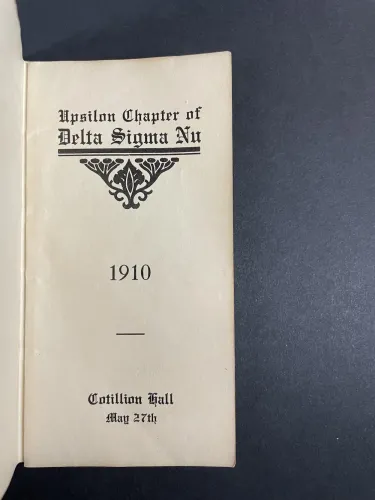 Upsilon Chapter of
Delta Sigma Nu
1910
Cotillion Hall
May 27th